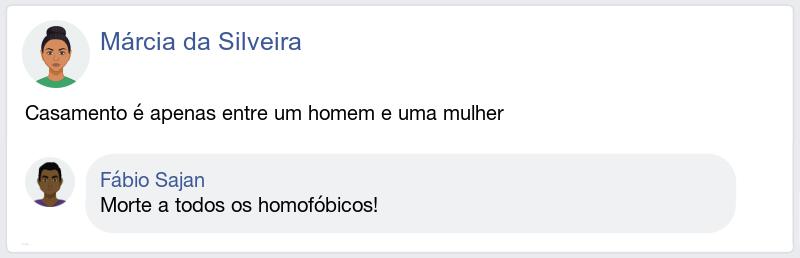 Márcia da Silveira
Casamento é apenas entre um homem e uma mulher
Fábio Sajan
Morte a todos os homofóbicos!